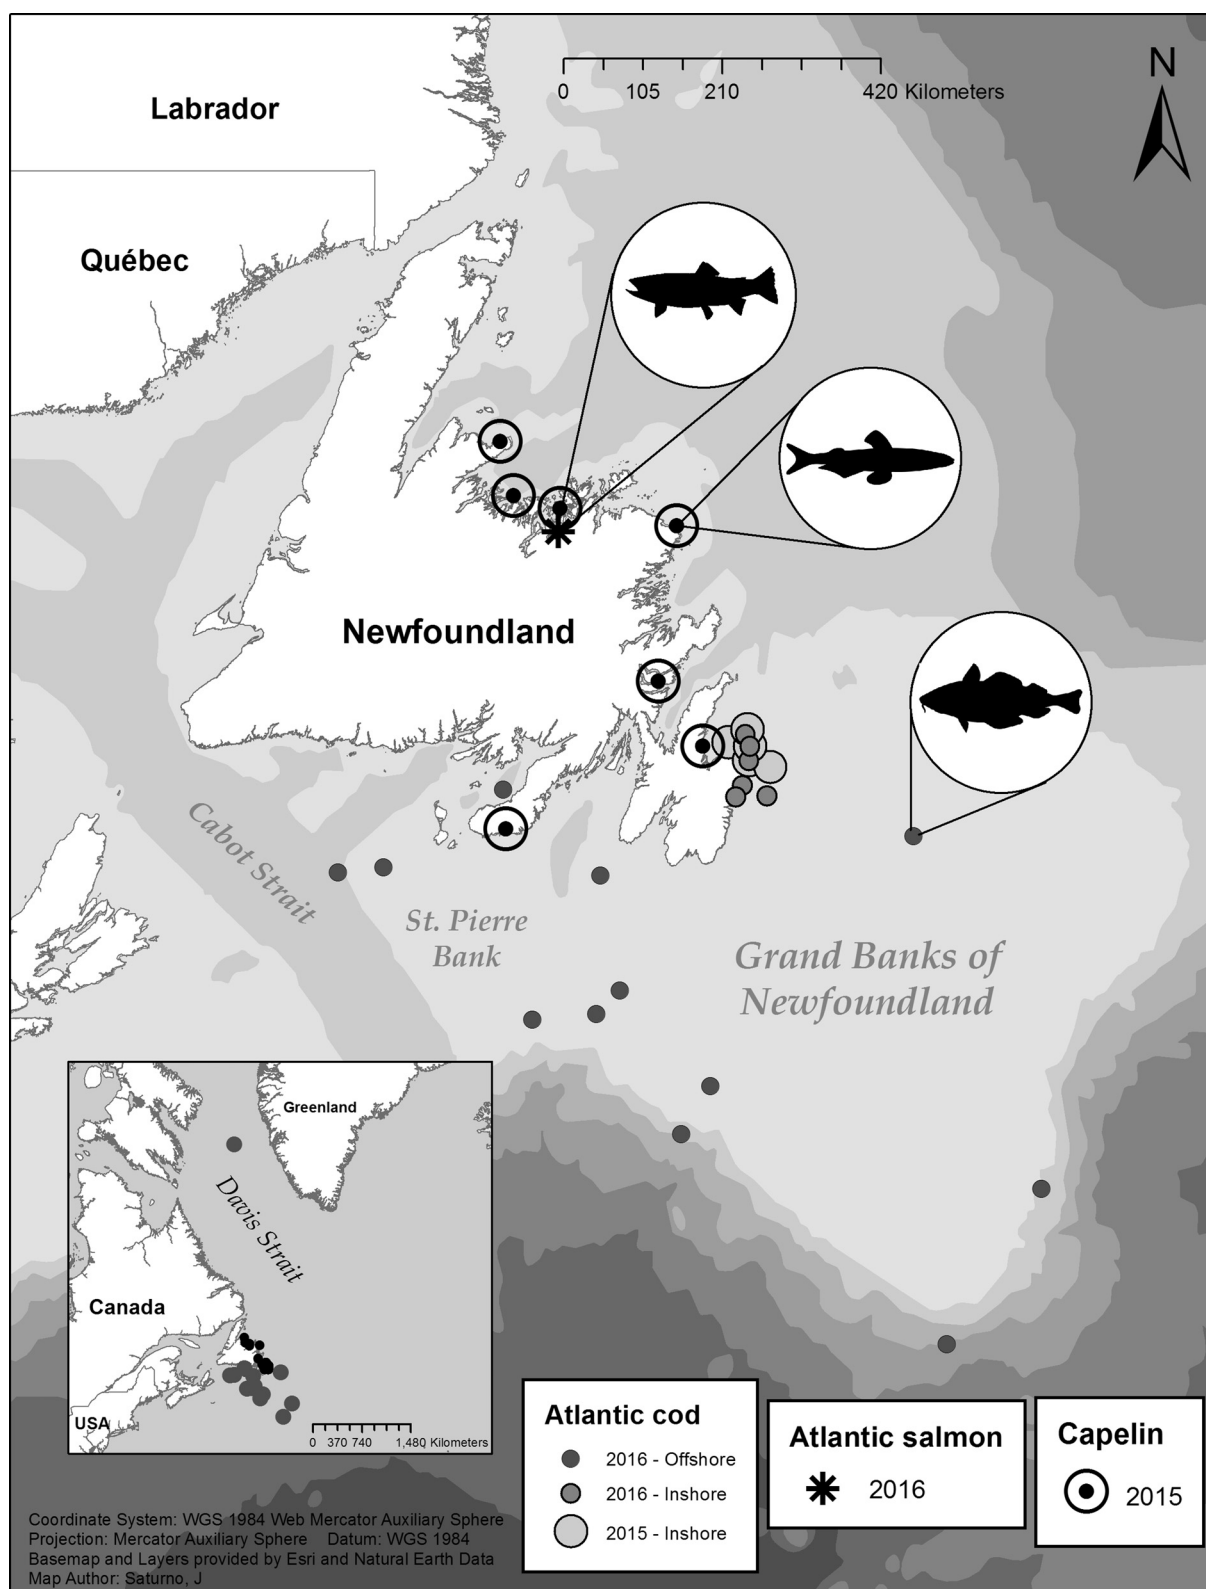 0 105 210 420 Kilometers
N
Labrador
Québec
Newfoundland
Cabot Strait
St. Pierre
Bank
Grand Banks of
Newfoundland
Greenland
Davis Strait
Canada
USA
0 370 740 1,480 Kilometers
Atlantic cod
2016 - Offshore
2016 - Inshore
2015 - Inshore
Atlantic salmon
2016
Capelin
2015
Coordinate System: WGS 1984 Web Mercator Auxiliary Sphere
Projection: Mercator Auxiliary Sphere Datum: WGS 1984
Basemap and Layers provided by Esri and Natural Earth Data
Map Author: Saturno, J